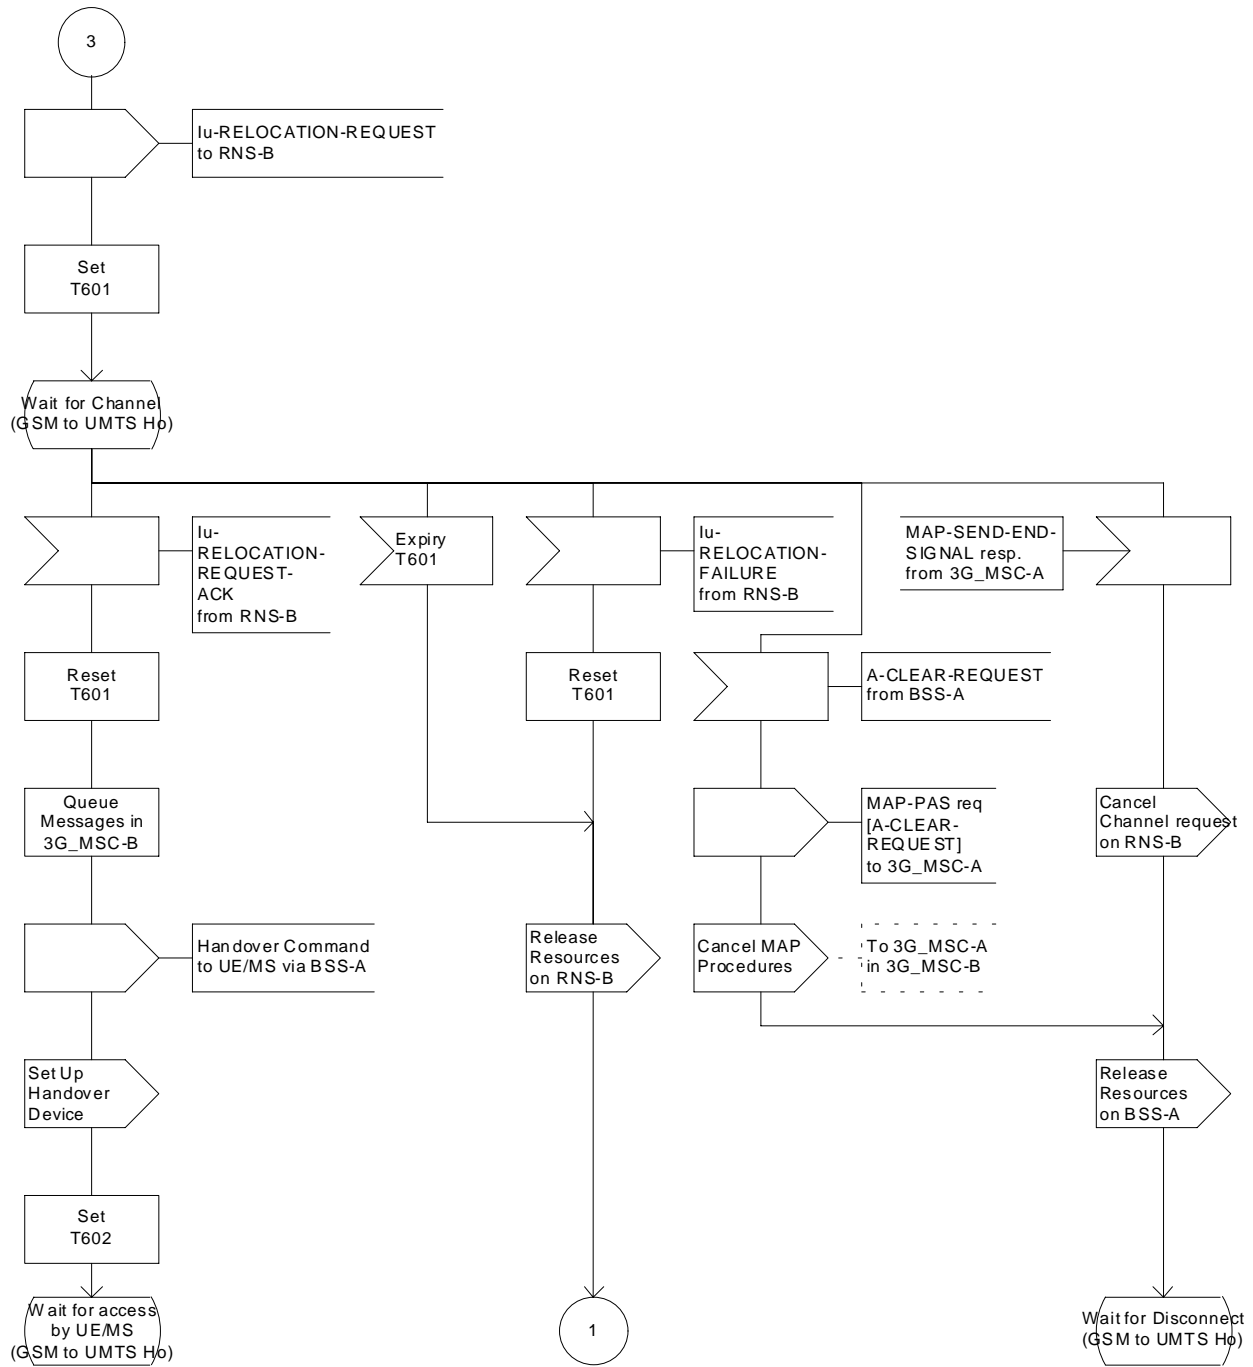 3
Iu-RELOCATION-REQUEST
to RNS-B
Set
T601
Wait for Channel
(GSM to UMTS Ho)
Iu-
RELOCATION-
REQUEST-
ACK
from RNS-B
Expiry
T601
Iu-
RELOCATION-
FAILURE
from RNS-B
MAP-SEND-END-
SIGNAL resp.
from 3G_MSC-A
Reset
T601
Reset
T601
A-CLEAR-REQUEST
from BSS-A
Queue
Messages in
3G_MSC-B
MAP-PAS req
[A-CLEAR-
REQUEST]
to 3G_MSC-A
Cancel
Channel request
on RNS-B
Handover Command
to UE/MS via BSS-A
Release
Resources
on RNS-B
Cancel MAP
Procedures
To 3G_MSC-A
in 3G_MSC-B
Set Up
Handover
Device
Release
Resources
on BSS-A
Set
T602
Wait for access
by UE/MS
(GSM to UMTS Ho)
1
Wait for Disconnect
(GSM to UMTS Ho)